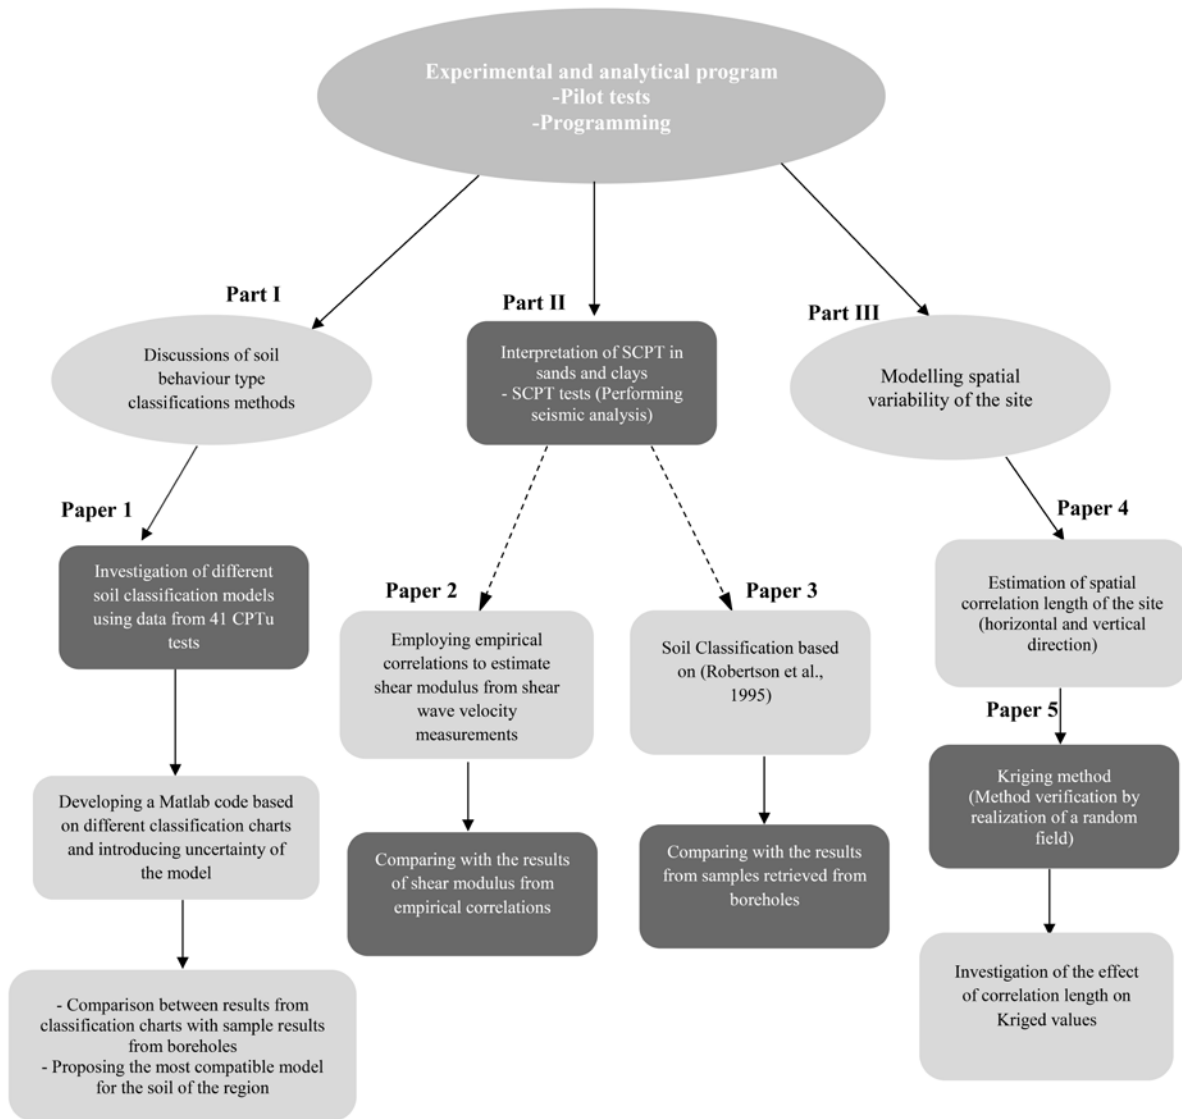 Experimental and analytical program
-Pilot tests
-Programming
Part I
Discussions of soil
behaviour type
classifications methods
Paper 1
Investigation of different
soil classification models
using data from 41 CPTu
tests
Developing a Matlab code based
on different classification charts
and introducing uncertainty of
the model
- Comparison between results from
classification charts with sample results
from boreholes
- Proposing the most compatible model
for the soil of the region
Part II
Interpretation of SCPT in
sands and clays
- SCPT tests (Performing
seismic analysis)
Paper 2
Employing empirical
correlations to estimate
shear modulus from shear
wave velocity
measurements
Comparing with the results
of shear modulus from
empirical correlations
Paper 3
Soil Classification based
on (Robertson et al.,
1995)
Comparing with the results
from samples retrieved from
boreholes
Part III
Modelling spatial
variability of the site
Paper 4
Estimation of spatial
correlation length of the site
(horizontal and vertical
direction)
Paper 5
Kriging method
(Method verification by
realization of a random
field)
Investigation of the effect
of correlation length on
Kriged values